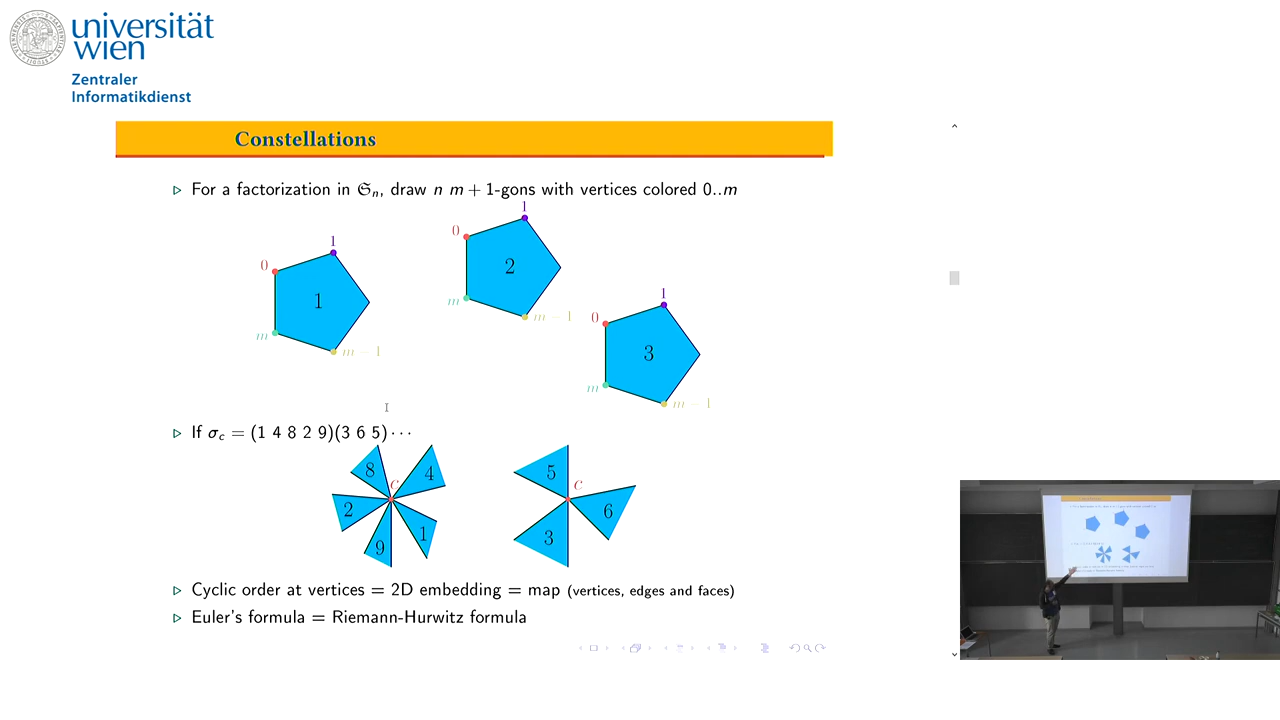 universität
wien
Zentraler
Informatikdienst
Constellations
▷ For a factorization in 𝔖ₙ, draw n m + 1-gons with vertices colored 0..m
0 1 1 m m − 1
0 1 2 m m − 1
0 1 3 m m − 1
▷ If σ_c = (1 4 8 2 9)(3 6 5) ⋯
8 c 4 2 1 9
5 c 6 3
▷ Cyclic order at vertices = 2D embedding = map (vertices, edges and faces)
▷ Euler's formula = Riemann-Hurwitz formula